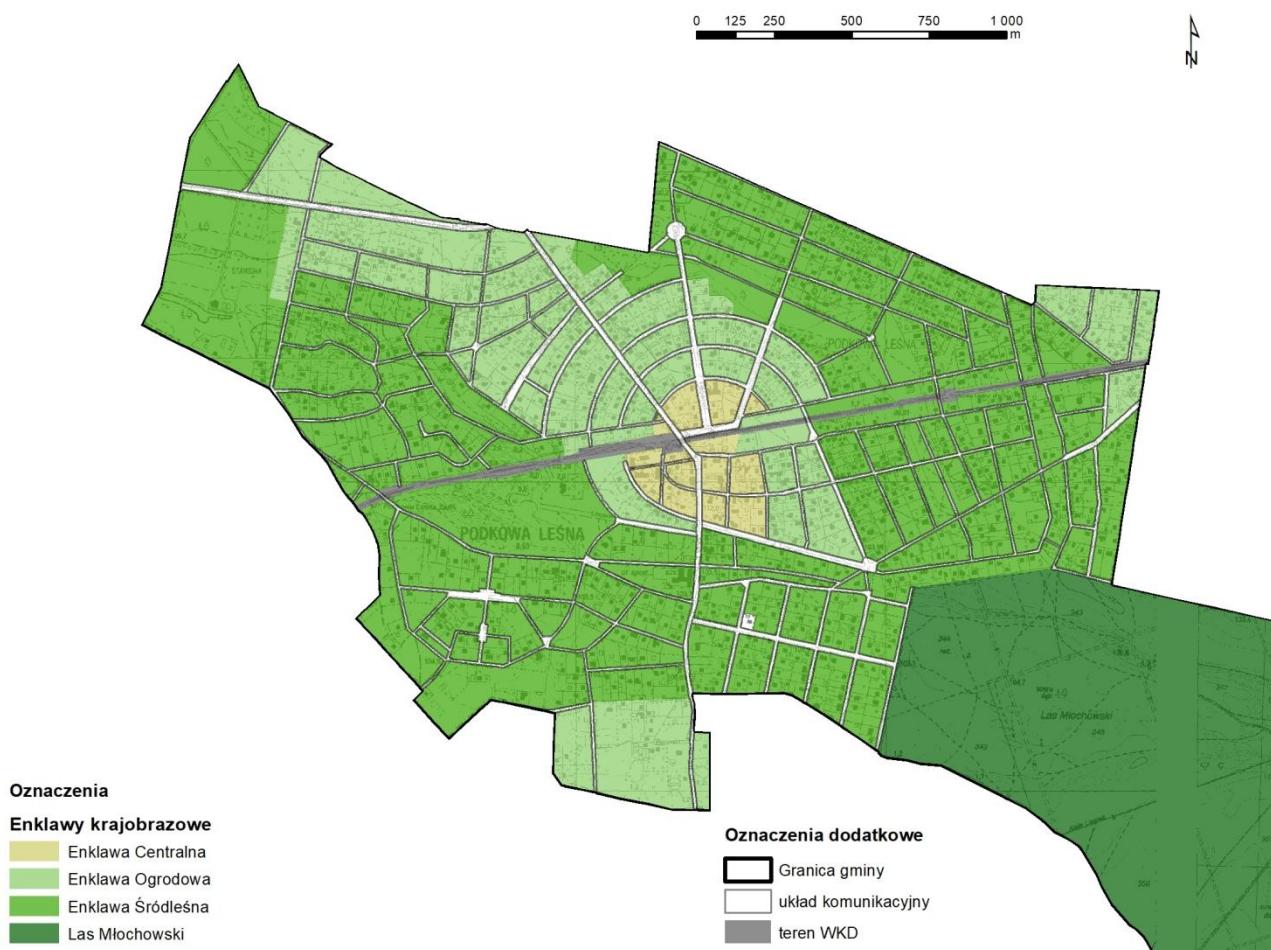 0 125 250 500 750 1 000
m
N
STAWISKA
PODKOWA LEŚNA
PODKOWA LEŚNA
Las Młochowski
Oznaczenia
Enklawy krajobrazowe
Enklawa Centralna
Enklawa Ogrodowa
Enklawa Śródleśna
Las Młochowski
Oznaczenia dodatkowe
Granica gminy
układ komunikacyjny
teren WKD